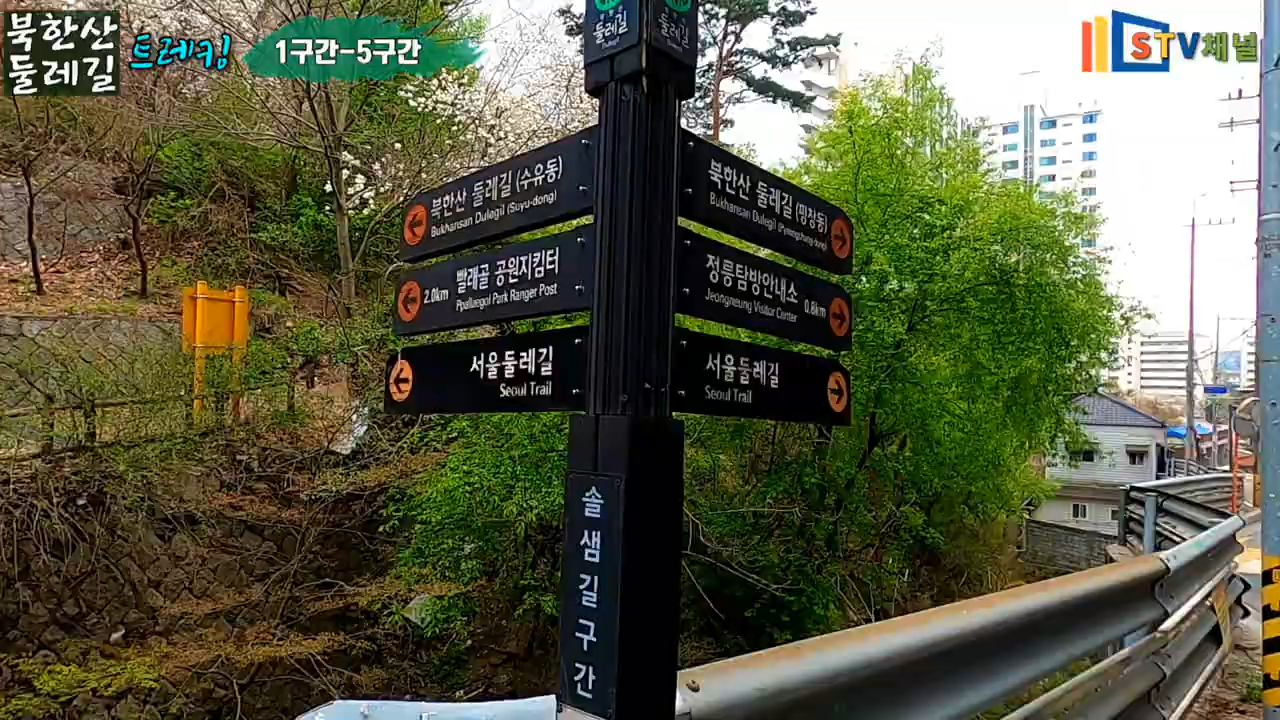 북한산
둘레길
트레킹
1구간-5구간
STV채널
둘레길
둘레길
북한산 둘레길 (수유동)
Bukhansan Dulegil (Suyu-dong)
2.0km 빨래골 공원지킴터
Ppallaegol Park Ranger Post
서울둘레길
Seoul Trail
북한산 둘레길 (평창동)
Bukhansan Dulegil (Pyeongchang-dong)
정릉탐방안내소 0.8km
Jeongneung Visitor Center
서울둘레길
Seoul Trail
솔샘길구간